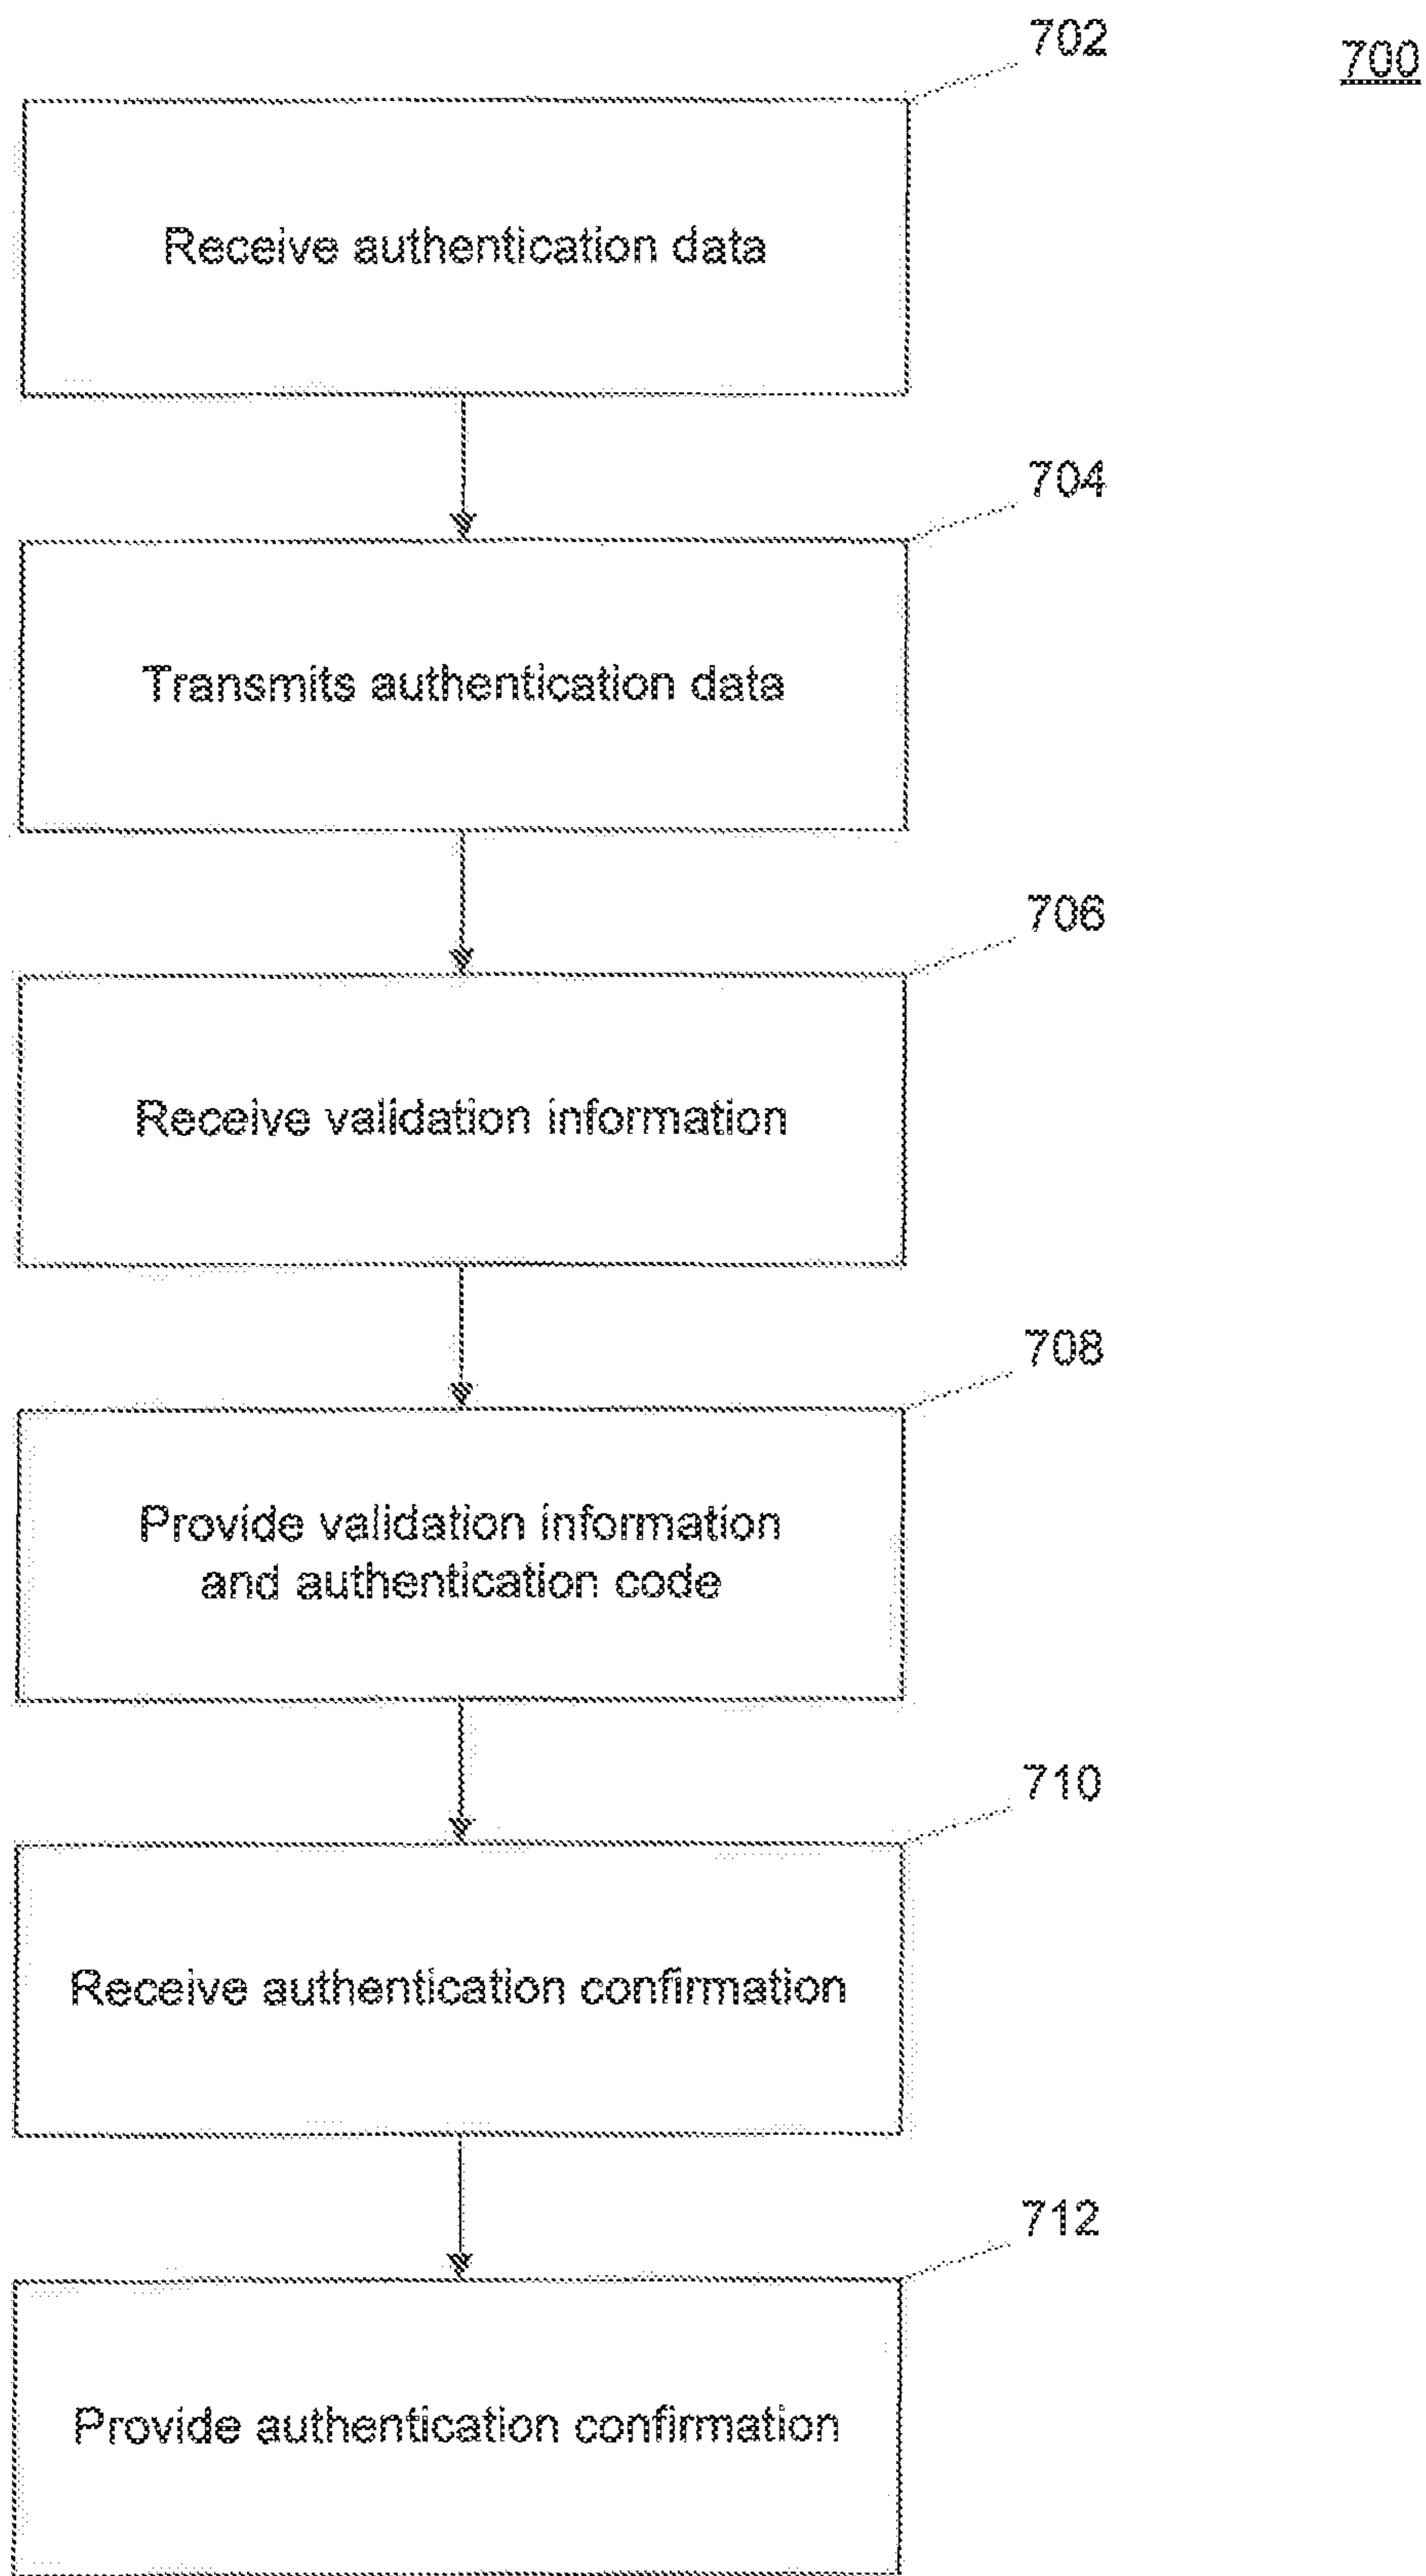 702
700
Receive authentication data
704
Transmits authentication data
706
Receive validation information
708
Provide validation information
and authentication code
710
Receive authentication confirmation
712
Provide authentication confirmation